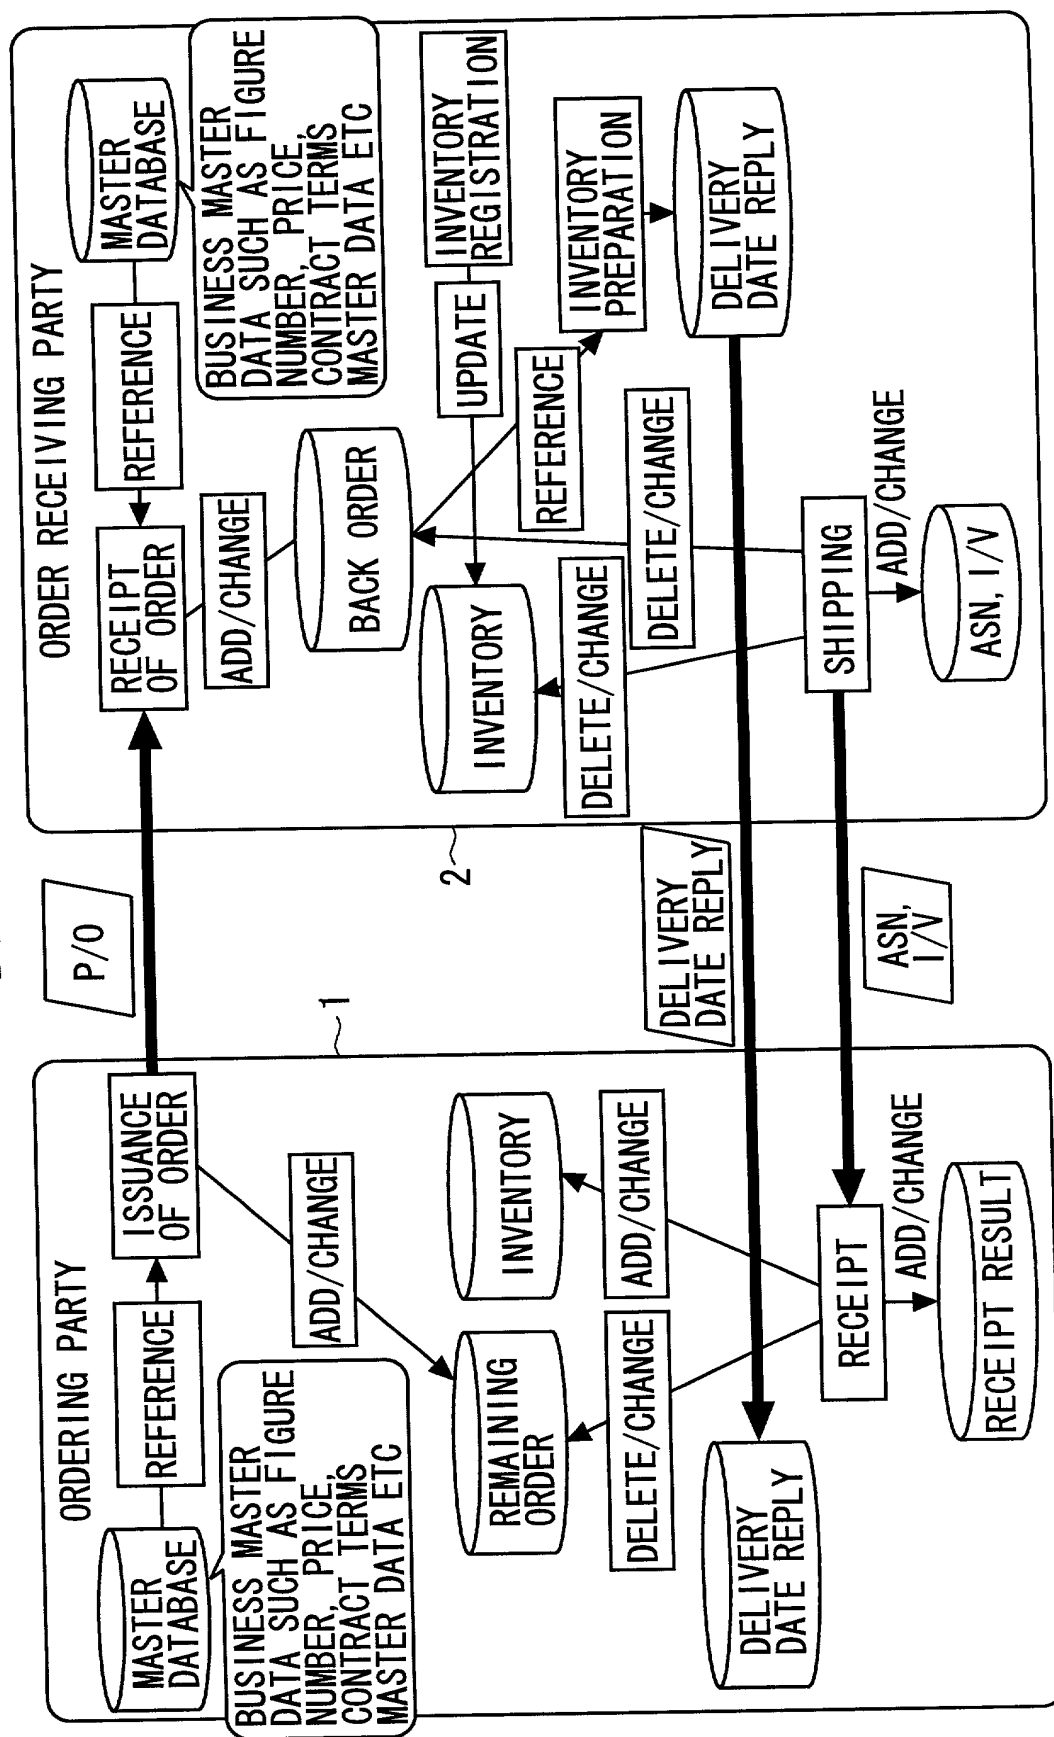 ORDERING PARTY
MASTER
DATABASE
REFERENCE
ISSUANCE
OF ORDER
BUSINESS MASTER
DATA SUCH AS FIGURE
NUMBER, PRICE,
CONTRACT TERMS
MASTER DATA ETC
ADD/CHANGE
1
REMAINING
ORDER
INVENTORY
DELETE/CHANGE
ADD/CHANGE
DELIVERY
DATE REPLY
RECEIPT
ADD/CHANGE
RECEIPT RESULT
P/O
DELIVERY
DATE REPLY
ASN,
I/V
ORDER RECEIVING PARTY
RECEIPT
OF ORDER
REFERENCE
MASTER
DATABASE
BUSINESS MASTER
DATA SUCH AS FIGURE
NUMBER, PRICE,
CONTRACT TERMS
MASTER DATA ETC
ADD/CHANGE
BACK ORDER
2
INVENTORY
UPDATE
INVENTORY
REGISTRATION
REFERENCE
INVENTORY
PREPARATION
DELETE/CHANGE
DELETE/CHANGE
DELIVERY
DATE REPLY
SHIPPING
ADD/CHANGE
ASN, I/V